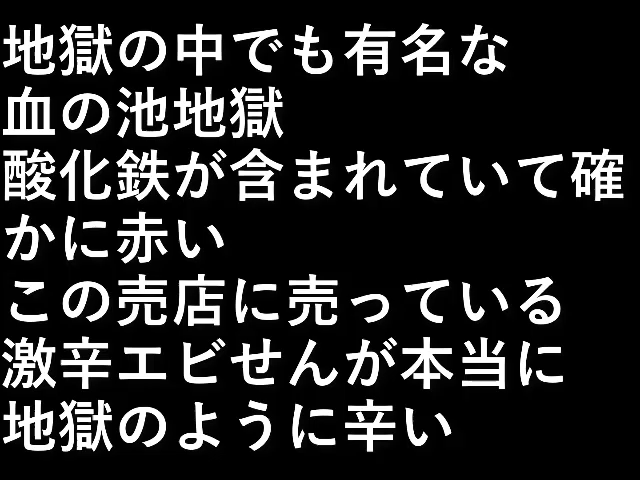 地獄の中でも有名な
血の池地獄
酸化鉄が含まれていて確
かに赤い
この売店に売っている
激辛エビせんが本当に
地獄のように辛い